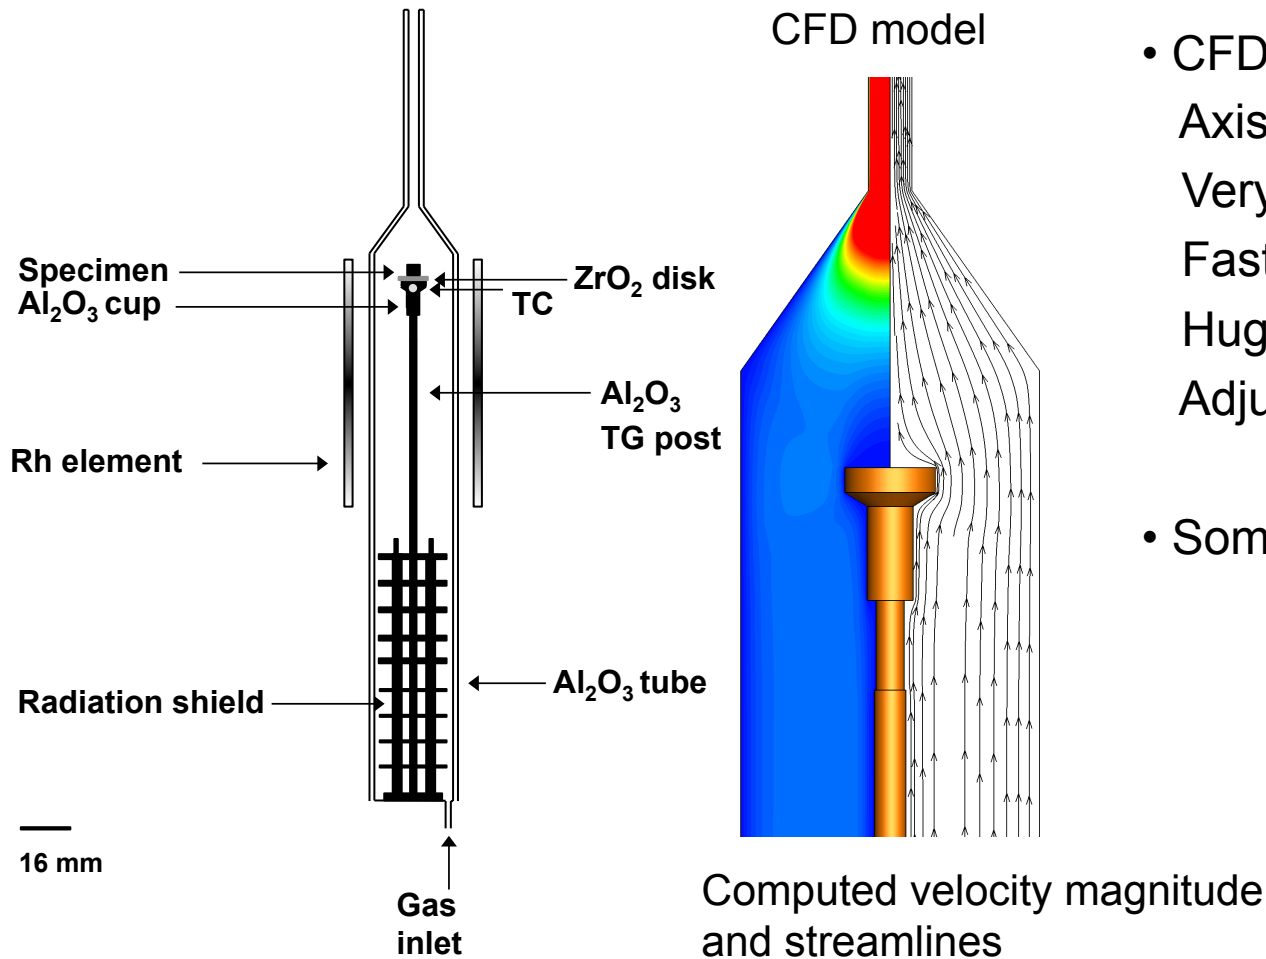 CFD model
Specimen
Al₂O₃ cup
ZrO₂ disk
TC
Al₂O₃
TG post
Rh element
Radiation shield
Al₂O₃ tube
16 mm
Gas
inlet
Computed velocity magnitude
and streamlines
• CFD
Axis
Very
Fast
Hug
Adju
• Som